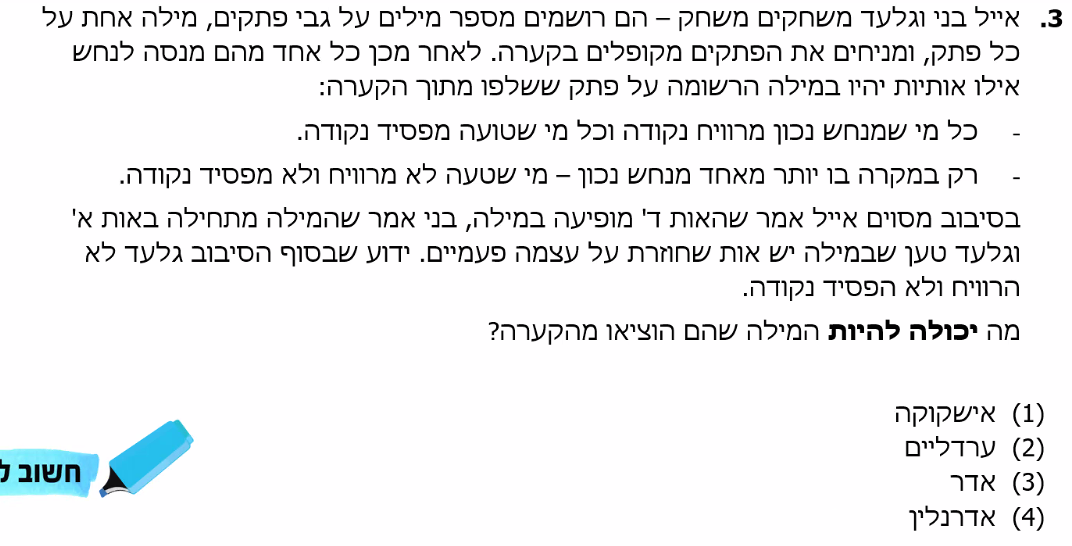 3. אייל בני וגלעד משחקים משחק – הם רושמים מספר מילים על גבי פתקים, מילה אחת על
כל פתק, ומניחים את הפתקים מקופלים בקערה. לאחר מכן כל אחד מהם מנסה לנחש
אילו אותיות יהיו במילה הרשומה על פתק ששלפו מתוך הקערה:
- כל מי שמנחש נכון מרוויח נקודה וכל מי שטועה מפסיד נקודה.
- רק במקרה בו יותר מאחד מנחש נכון – מי שטעה לא מרוויח ולא מפסיד נקודה.
בסיבוב מסוים אייל אמר שהאות ד' מופיעה במילה, בני אמר שהמילה מתחילה באות א'
וגלעד טען שבמילה יש אות שחוזרת על עצמה פעמיים. ידוע שבסוף הסיבוב גלעד לא
הרוויח ולא הפסיד נקודה.
מה יכולה להיות המילה שהם הוציאו מהקערה?
(1) אישקוקה
(2) ערדליים
(3) אדר
(4) אדרנלין
חשוב ל